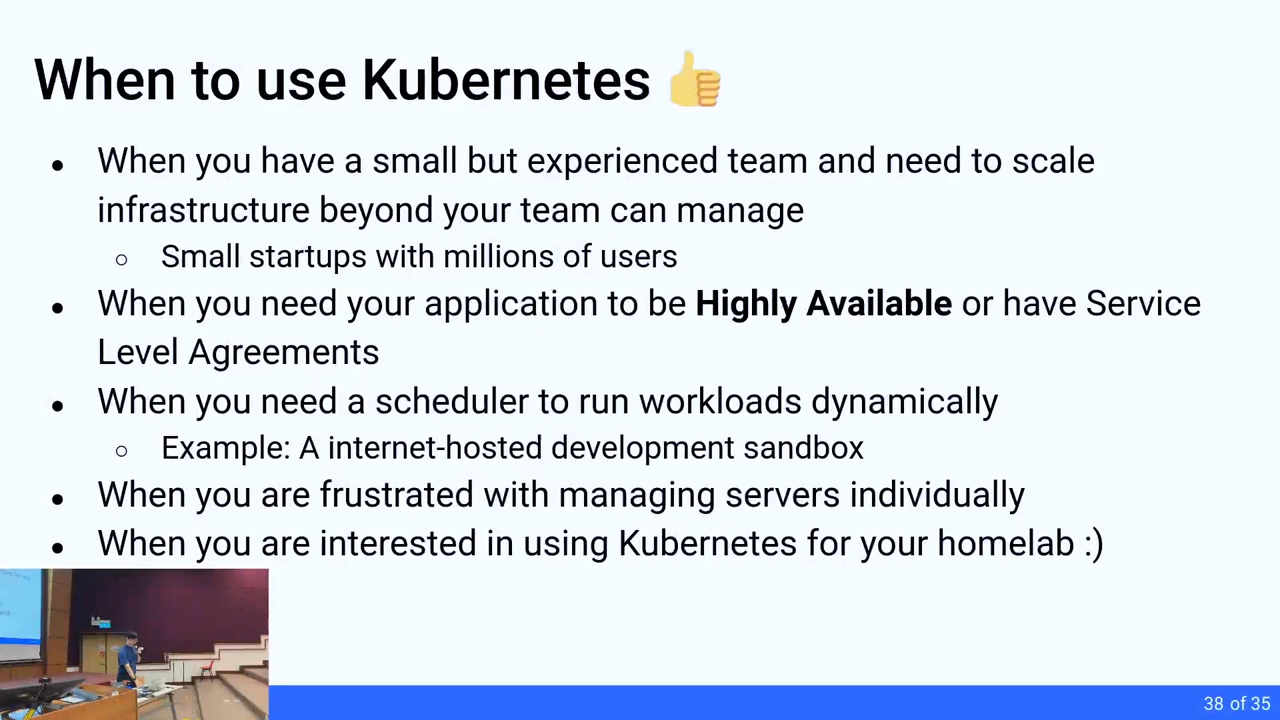 When to use Kubernetes 👍
● When you have a small but experienced team and need to scale
infrastructure beyond your team can manage
○ Small startups with millions of users
● When you need your application to be Highly Available or have Service
Level Agreements
● When you need a scheduler to run workloads dynamically
○ Example: A internet-hosted development sandbox
● When you are frustrated with managing servers individually
● When you are interested in using Kubernetes for your homelab :)
38 of 35